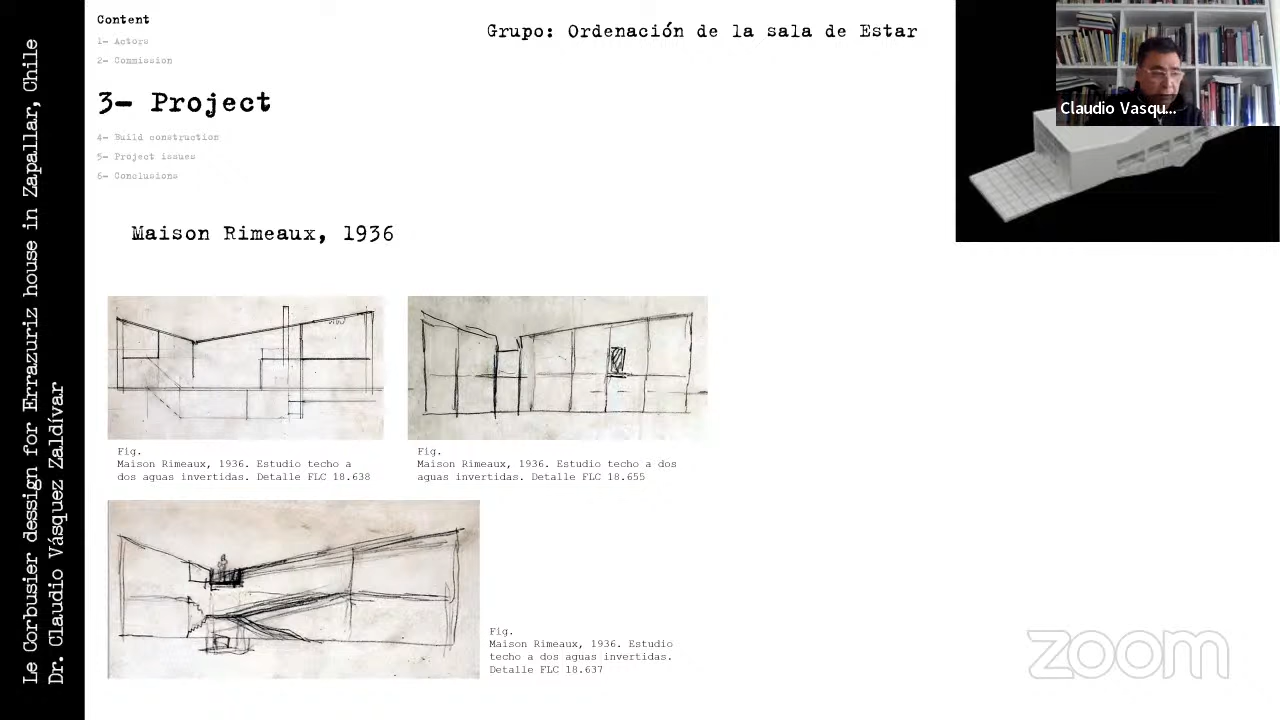 Content
1- Actors
2- Commission
3- Project
4- Build construction
5- Project issues
6- Conclusions
Grupo: Ordenación de la sala de Estar
Claudio Vasqu...
Le Corbusier dessign for Errazuriz house in Zapallar, Chile
Dr. Claudio Vásquez Zaldívar
Maison Rimeaux, 1936
Fig.
Maison Rimeaux, 1936. Estudio techo a
dos aguas invertidas. Detalle FLC 18.638
Fig.
Maison Rimeaux, 1936. Estudio techo a dos
aguas invertidas. Detalle FLC 18.655
Fig.
Maison Rimeaux, 1936. Estudio
techo a dos aguas invertidas.
Detalle FLC 18.637
zoom